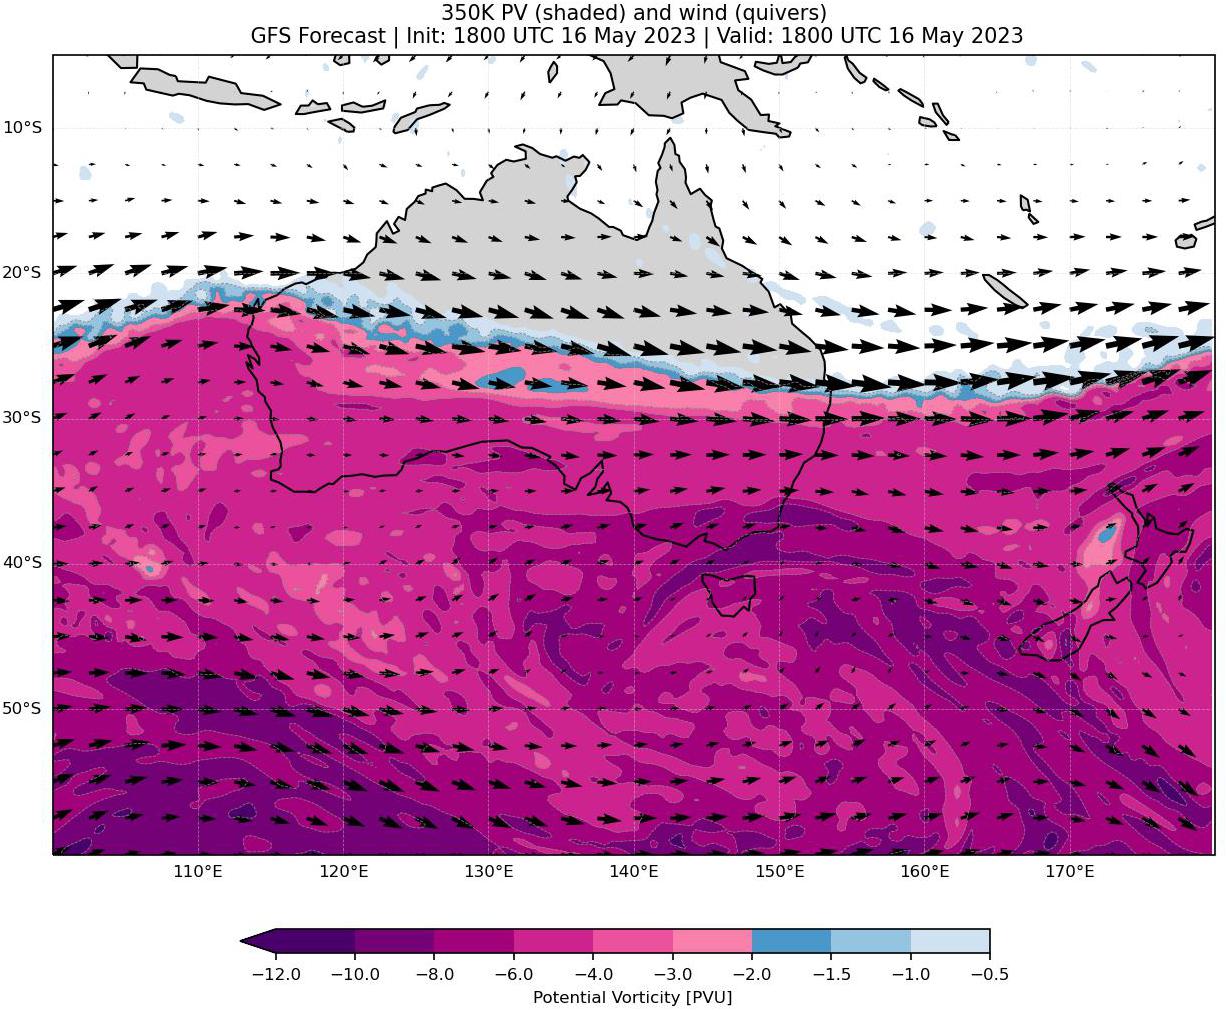 350K PV (shaded) and wind (quivers)
GFS Forecast | Init: 1800 UTC 16 May 2023 | Valid: 1800 UTC 16 May 2023
10°S
20°S
30°S
40°S
50°S
110°E 120°E 130°E 140°E 150°E 160°E 170°E
−12.0 −10.0 −8.0 −6.0 −4.0 −3.0 −2.0 −1.5 −1.0 −0.5
Potential Vorticity [PVU]